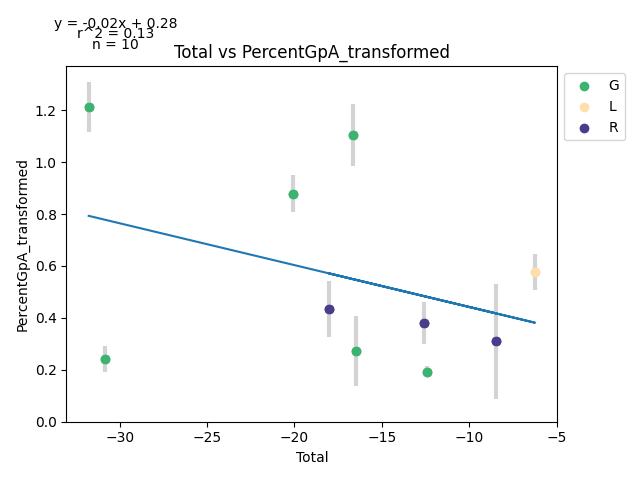 y = -0.02x + 0.28
r^2 = 0.13
n = 10
Total vs PercentGpA_transformed
G
L
R
PercentGpA_transformed
1.2
1.0
0.8
0.6
0.4
0.2
0.0
−30
−25
−20
−15
−10
−5
Total